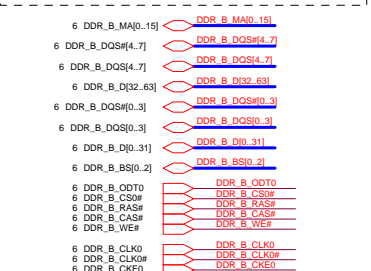 6 DDR_B_MA[0..15] DDR_B_MA[0..15]
6 DDR_B_DQS#[4..7] DDR_B_DQS#[4..7]
6 DDR_B_DQS[4..7] DDR_B_DQS[4..7]
6 DDR_B_D[32..63] DDR_B_D[32..63]
6 DDR_B_DQS#[0..3] DDR_B_DQS#[0..3]
6 DDR_B_DQS[0..3] DDR_B_DQS[0..3]
6 DDR_B_D[0..31] DDR_B_D[0..31]
6 DDR_B_BS[0..2] DDR_B_BS[0..2]
6 DDR_B_ODT0 DDR_B_ODT0
6 DDR_B_CS0# DDR_B_CS0#
6 DDR_B_RAS# DDR_B_RAS#
6 DDR_B_CAS# DDR_B_CAS#
6 DDR_B_WE# DDR_B_WE#
6 DDR_B_CLK0 DDR_B_CLK0
6 DDR_B_CLK0# DDR_B_CLK0#
6 DDR_B_CKE0 DDR_B_CKE0